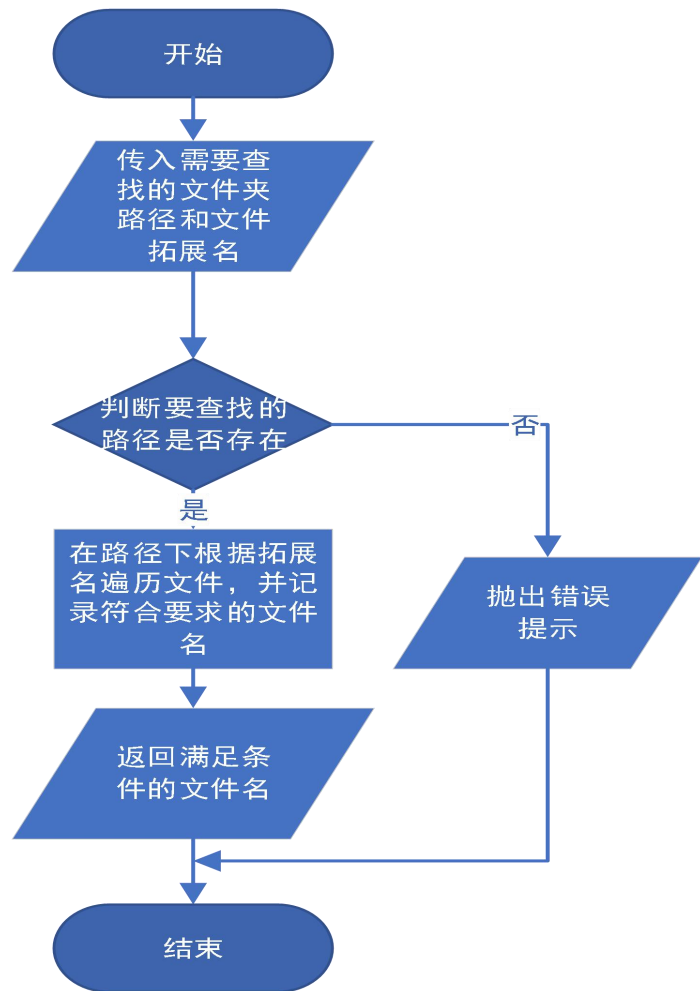 开始
传入需要查
找的文件夹
路径和文件
拓展名
判断要查找的
路径是否存在
否
是
在路径下根据拓展
名遍历文件，并记
录符合要求的文件
名
抛出错误
提示
返回满足条
件的文件名
结束